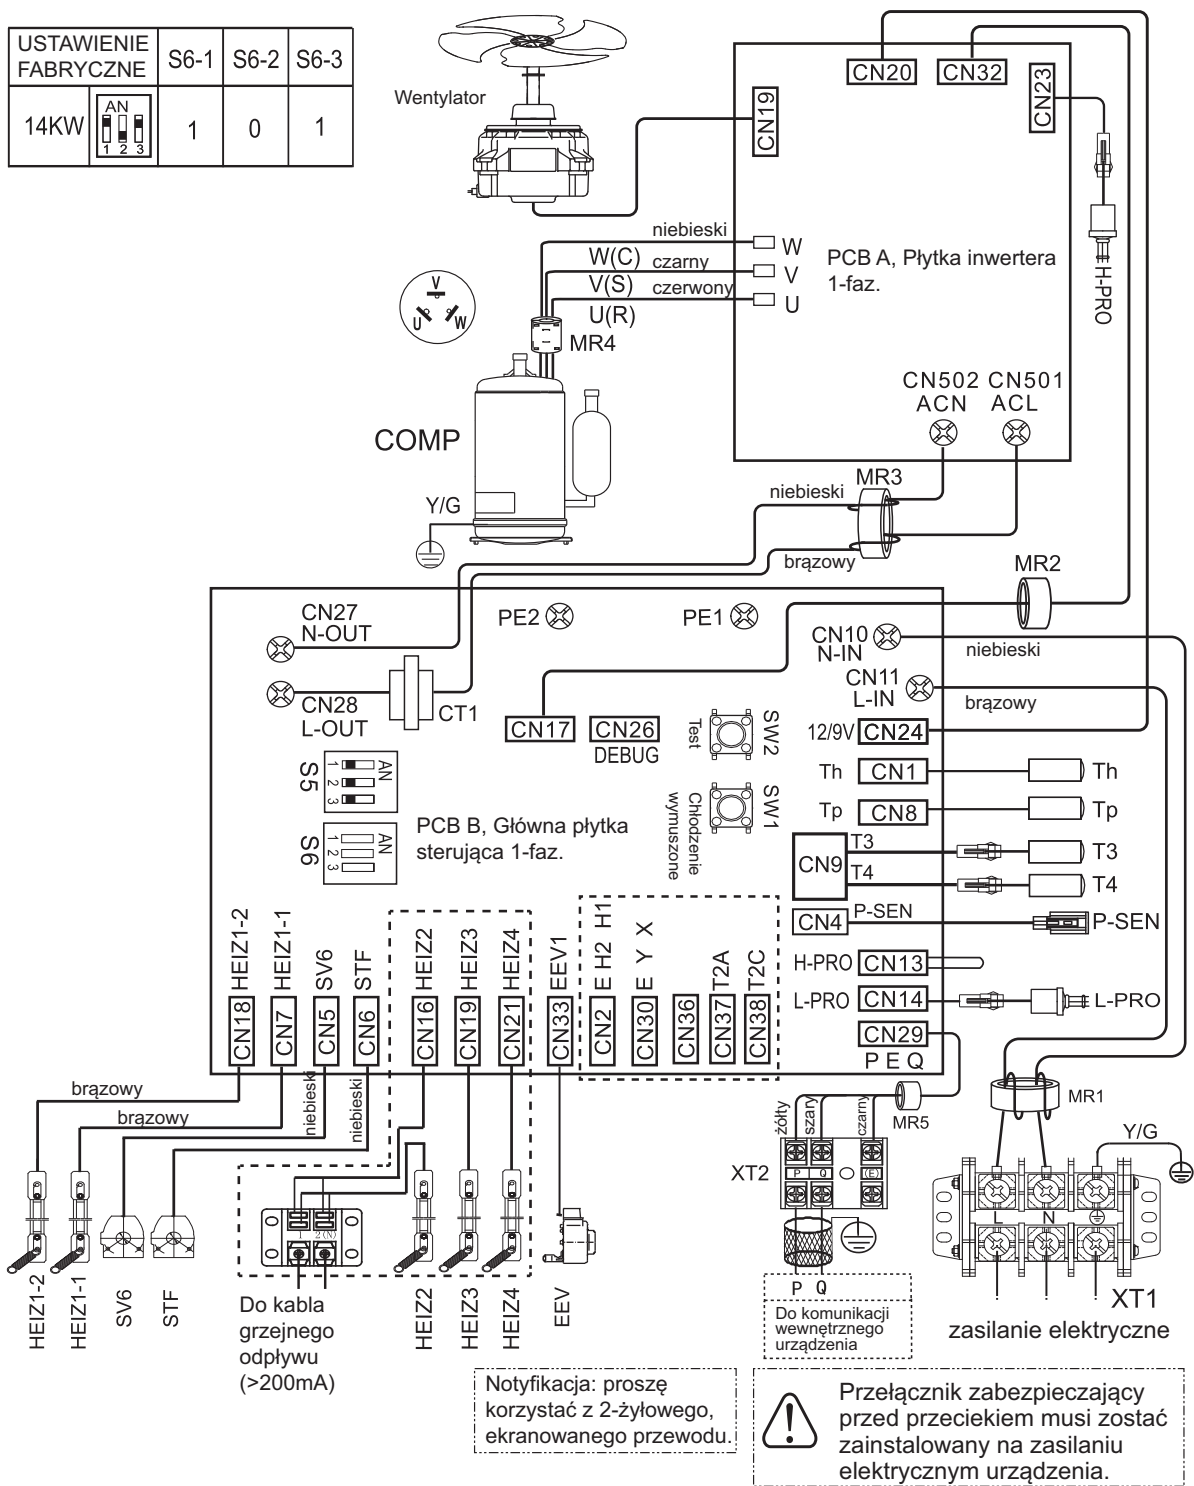 USTAWIENIE
FABRYCZNE
S6-1
S6-2
S6-3
14KW
AN
1 2 3
1
0
1
Wentylator
CN20
CN32
CN19
CN23
H-PRO
niebieski
W
W(C)
czarny
V
V(S)
czerwony
U
U(R)
MR4
PCB A, Płytka inwertera
1-faz.
V
U
W
COMP
Y/G
CN502
ACN
CN501
ACL
MR3
niebieski
brązowy
MR2
CN27
N-OUT
PE2
PE1
CN10
N-IN
niebieski
CN28
L-OUT
CT1
CN11
L-IN
brązowy
CN17
CN26
DEBUG
Test
SW2
12/9V
CN24
S5
AN
1
2
3
Th
CN1
Th
Chłodzenie
wymuszone
SW1
Tp
CN8
Tp
S6
AN
1
2
3
PCB B, Główna płytka
sterująca 1-faz.
CN9
T3
T3
T4
T4
CN4
P-SEN
P-SEN
H-PRO
CN13
L-PRO
CN14
L-PRO
CN29
P E Q
HEIZ1-2
HEIZ1-1
SV6
STF
HEIZ2
HEIZ3
HEIZ4
EEV1
E H2 H1
E Y X
T2A
T2C
CN18
CN7
CN5
CN6
CN16
CN19
CN21
CN33
CN2
CN30
CN36
CN37
CN38
brązowy
brązowy
niebieski
niebieski
żółty
szary
czarny
MR5
MR1
Y/G
XT2
P
Q
(E)
L
N
1
2(N)
P Q
XT1
zasilanie elektryczne
HEIZ1-2
HEIZ1-1
SV6
STF
Do kabla
grzejnego
odpływu
(>200mA)
HEIZ2
HEIZ3
HEIZ4
EEV
Do komunikacji
wewnętrznego
urządzenia
Notyfikacja: proszę
korzystać z 2-żyłowego,
ekranowanego przewodu.
Przełącznik zabezpieczający
przed przeciekiem musi zostać
zainstalowany na zasilaniu
elektrycznym urządzenia.